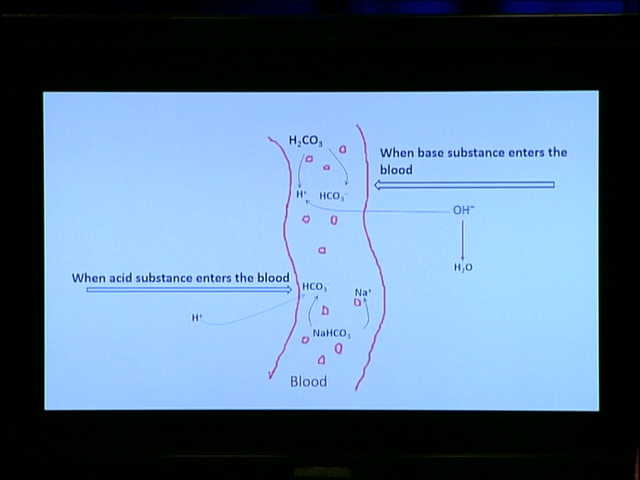 H₂CO₃
When base substance enters the
blood
H⁺
HCO₃⁻
OH⁻
H₂O
When acid substance enters the blood
HCO₃⁻
Na⁺
H⁺
NaHCO₃
Blood